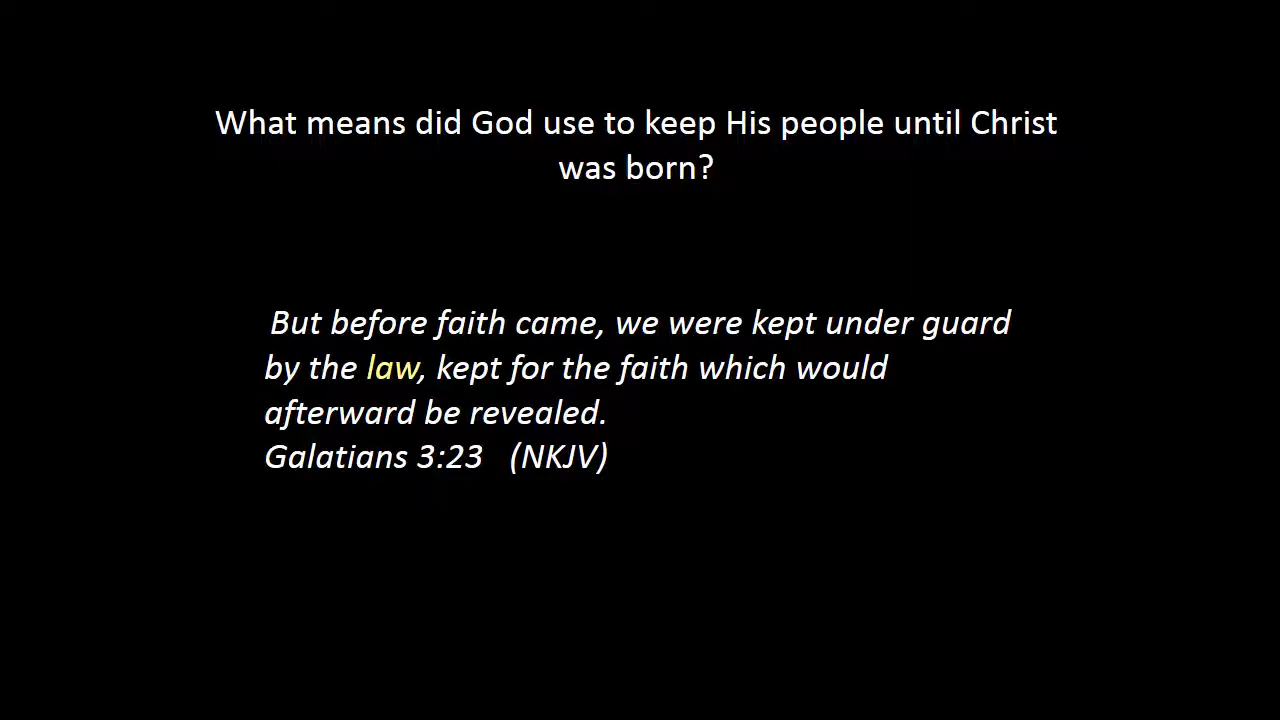 What means did God use to keep His people until Christ
was born?
But before faith came, we were kept under guard
by the law, kept for the faith which would
afterward be revealed.
Galatians 3:23 (NKJV)